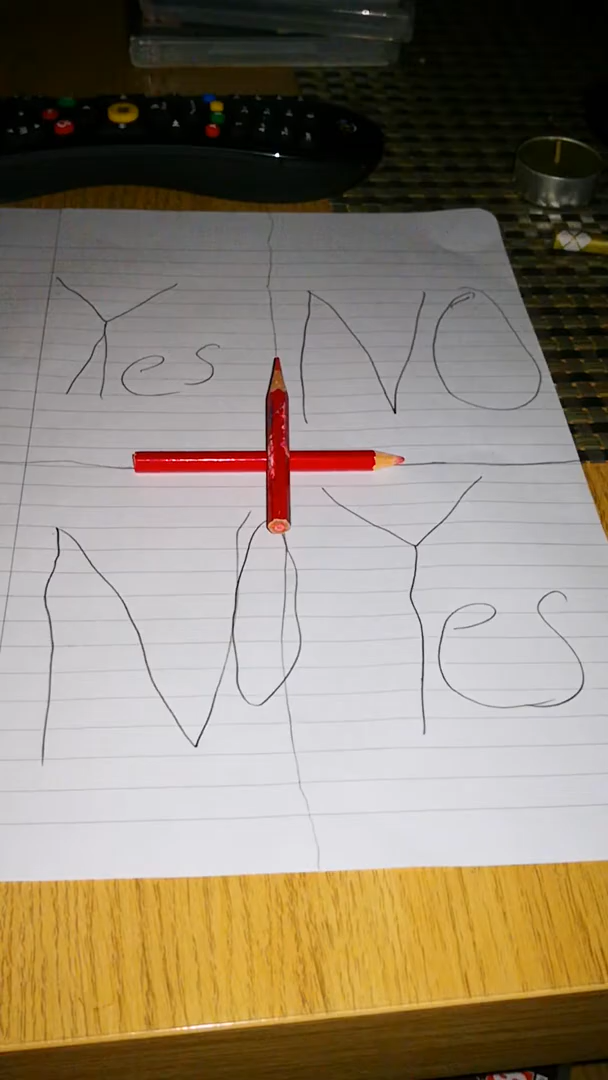 Yes NO
NO Yes